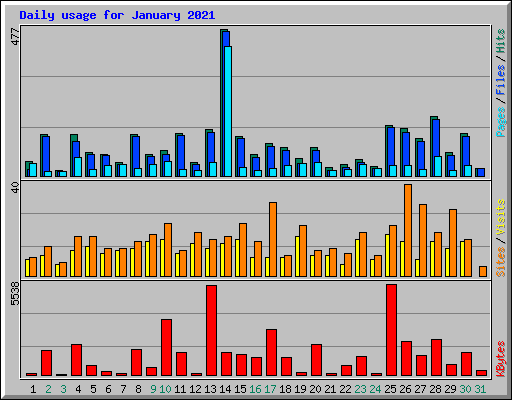 Daily usage for January 2021
477
Pages / Files / Hits
40
Sites / Visits
5538
KBytes
1 2 3 4 5 6 7 8 9 10 11 12 13 14 15 16 17 18 19 20 21 22 23 24 25 26 27 28 29 30 31